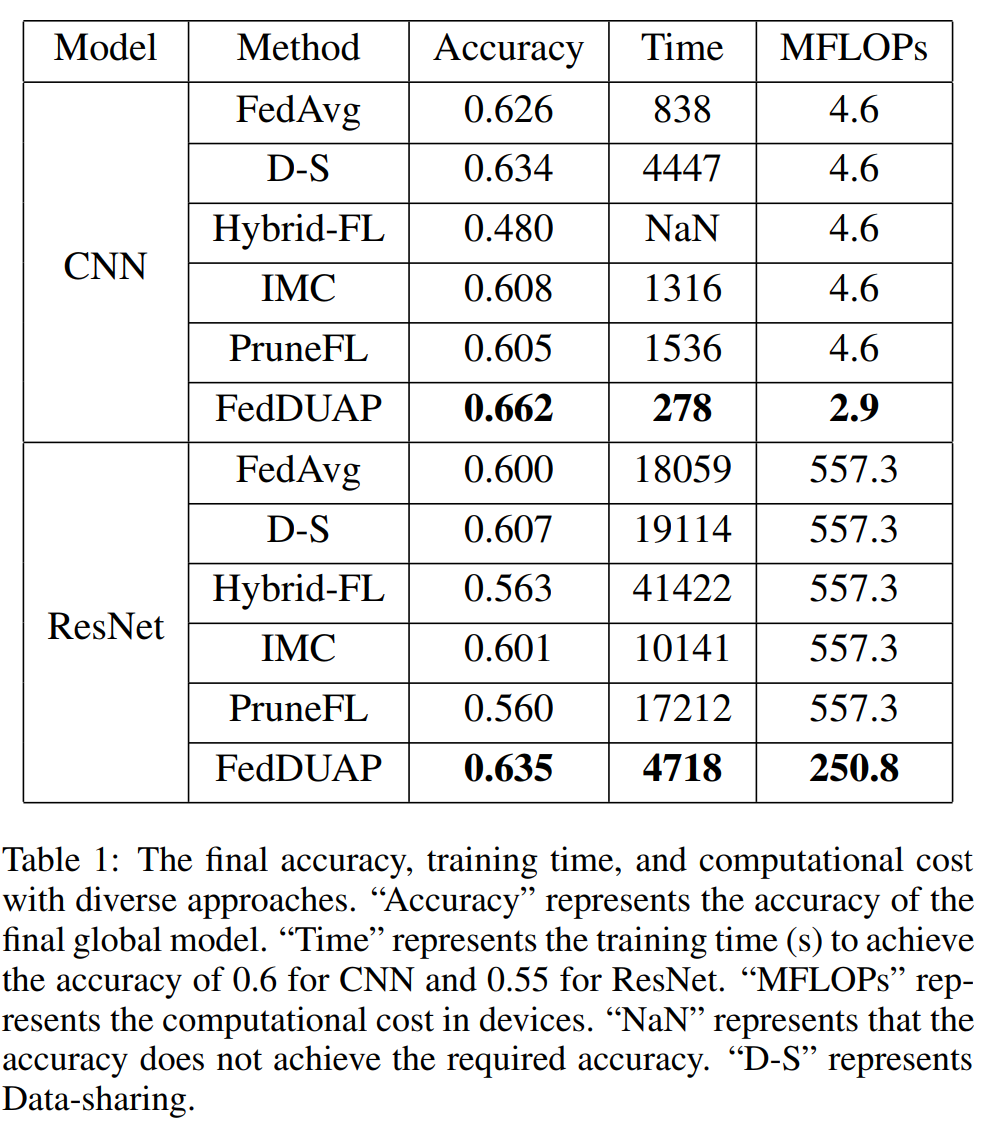 Model Method Accuracy Time MFLOPs
CNN
FedAvg 0.626 838 4.6
D-S 0.634 4447 4.6
Hybrid-FL 0.480 NaN 4.6
IMC 0.608 1316 4.6
PruneFL 0.605 1536 4.6
FedDUAP 0.662 278 2.9
ResNet
FedAvg 0.600 18059 557.3
D-S 0.607 19114 557.3
Hybrid-FL 0.563 41422 557.3
IMC 0.601 10141 557.3
PruneFL 0.560 17212 557.3
FedDUAP 0.635 4718 250.8
Table 1: The final accuracy, training time, and computational cost
with diverse approaches. “Accuracy” represents the accuracy of the
final global model. “Time” represents the training time (s) to achieve
the accuracy of 0.6 for CNN and 0.55 for ResNet. “MFLOPs” rep-
resents the computational cost in devices. “NaN” represents that the
accuracy does not achieve the required accuracy. “D-S” represents
Data-sharing.